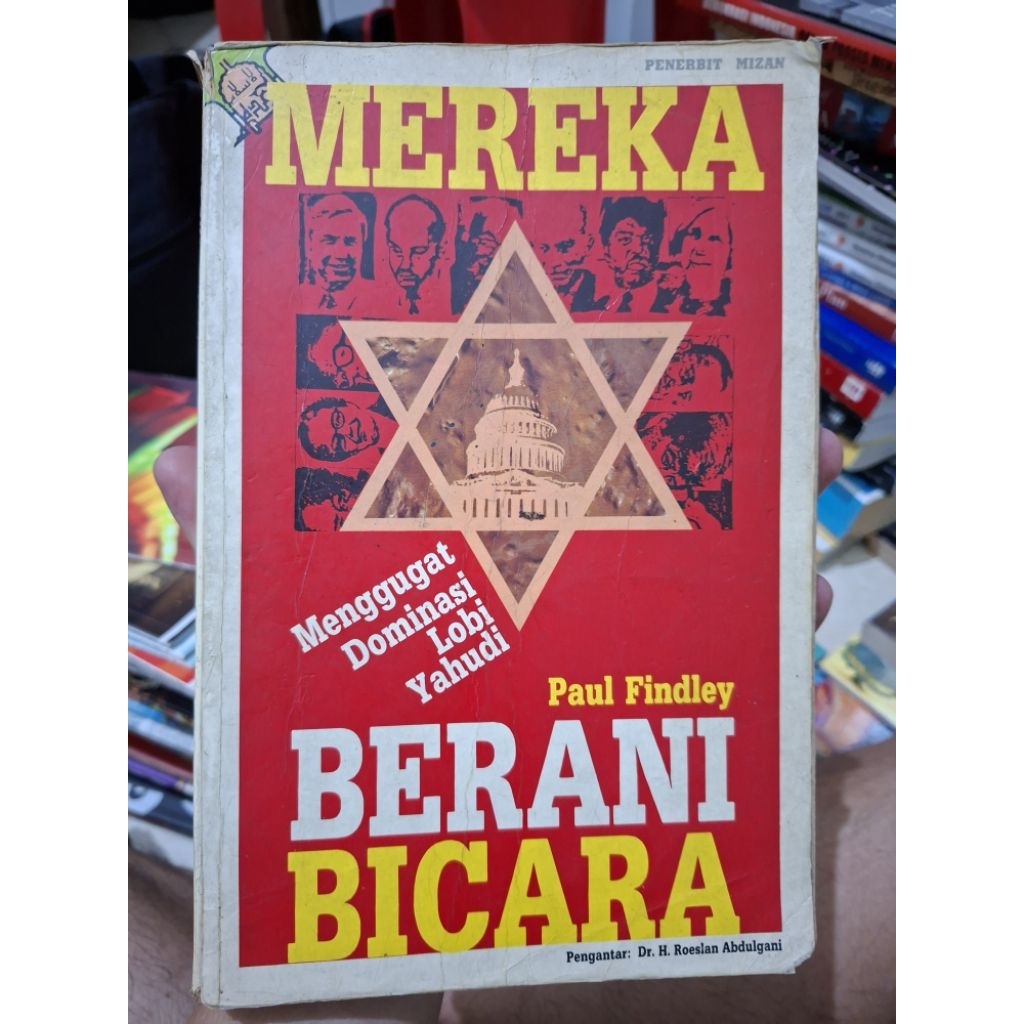 PENERBIT MIZAN
MEREKA
Menggugat
Dominasi
Lobi
Yahudi
Paul Findley
BERANI
BICARA
Pengantar: Dr. H. Roeslan Abdulgani